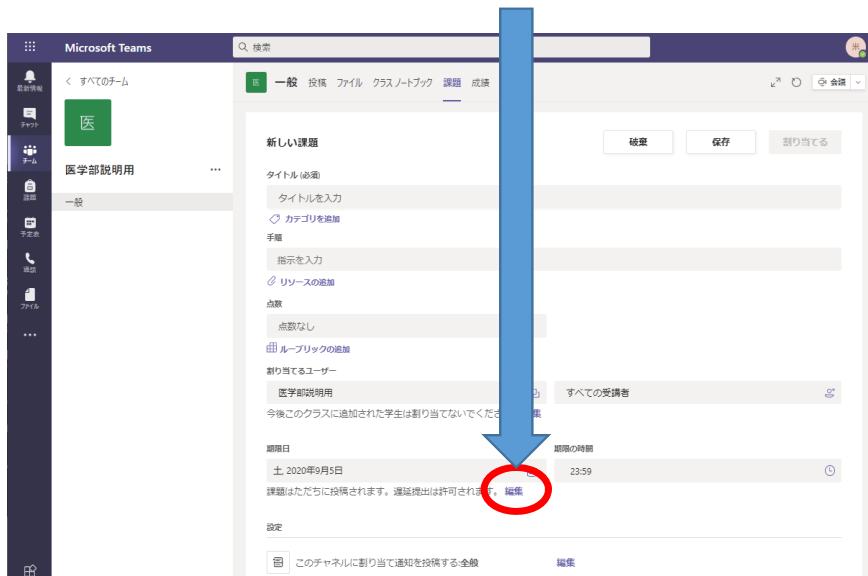 Microsoft Teams
検索
米
最新情報
チャット
チーム
課題
予定表
通話
ファイル
すべてのチーム
医
医学部説明用
一般
医 一般 投稿 ファイル クラス ノートブック 課題 成績
会議
新しい課題
破棄 保存 割り当てる
タイトル (必須)
タイトルを入力
カテゴリを追加
手順
指示を入力
リソースの追加
点数
点数なし
ルーブリックの追加
割り当てるユーザー
医学部説明用 すべての受講者
今後このクラスに追加された学生は割り当てないでくださ 集
期限日 期限の時間
土, 2020年9月5日 23:59
課題はただちに投稿されます。遅延提出は許可されます。 編集
設定
このチャネルに割り当て通知を投稿する:全般 編集